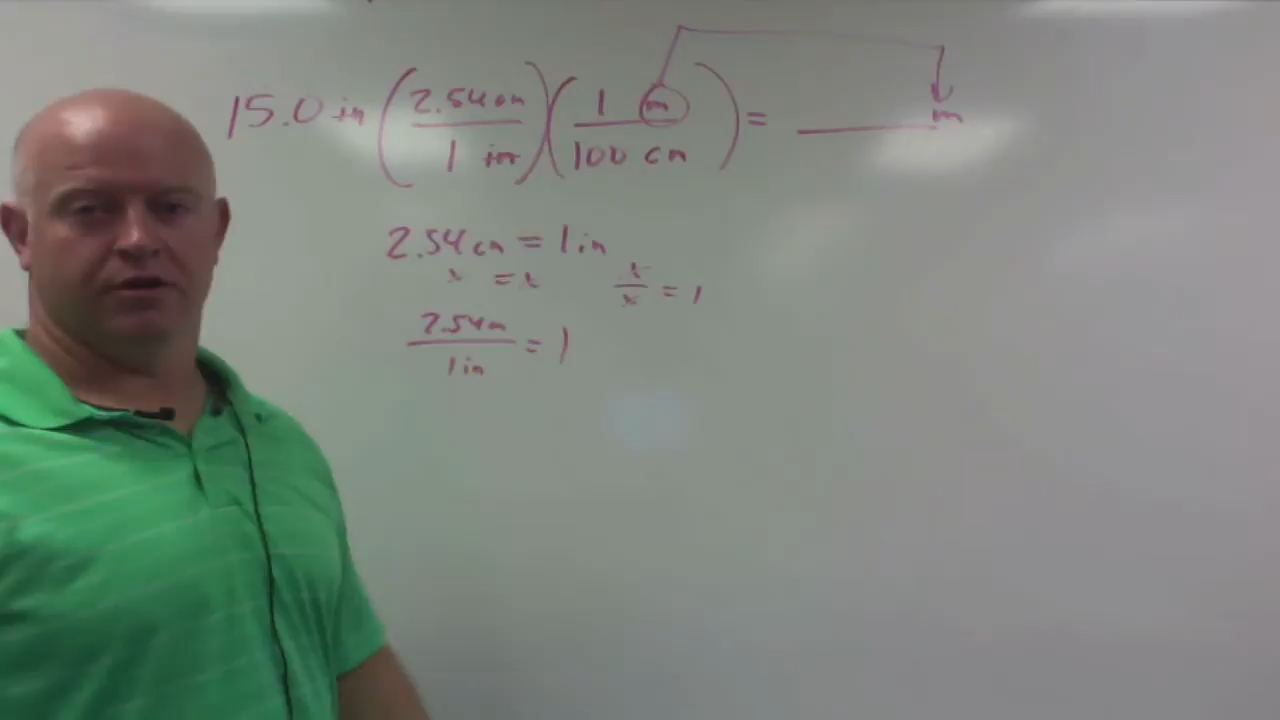 15.0 in (2.54 cm / 1 in) (1 m / 100 cm) = ____ m
2.54 cm = 1 in
x = x x/x = 1
2.54 cm / 1 in = 1